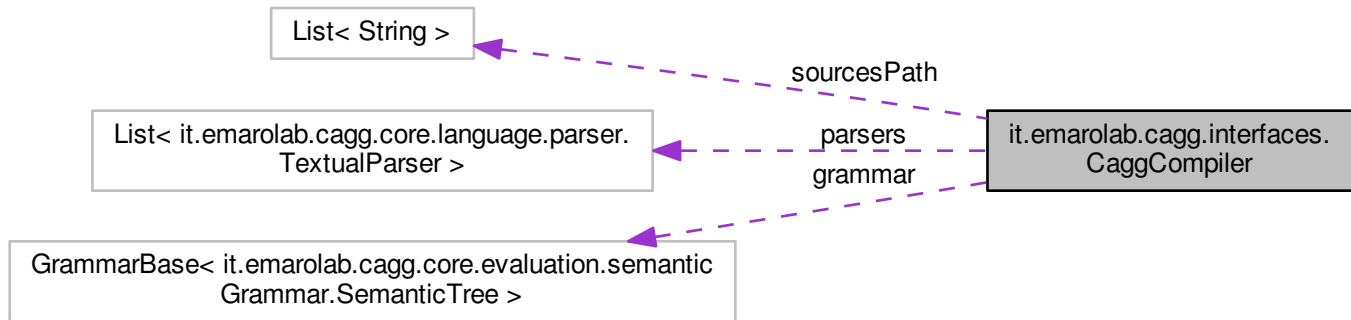 List< String >
sourcesPath
List< it.emarolab.cagg.core.language.parser.
TextualParser >
parsers
it.emarolab.cagg.interfaces.
CaggCompiler
grammar
GrammarBase< it.emarolab.cagg.core.evaluation.semantic
Grammar.SemanticTree >